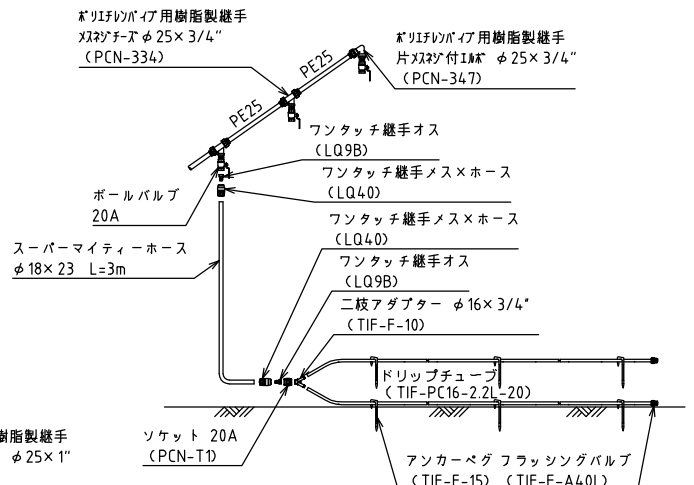 ポリエチレンパイプ用樹脂製継手
メスネジチーズ φ25×3/4"
(PCN-334)
ポリエチレンパイプ用樹脂製継手
片メスネジ付エルボ φ25×3/4"
(PCN-347)
PE25
PE25
ワンタッチ継手オス
(LQ9B)
ワンタッチ継手メス×ホース
(LQ40)
ボールバルブ
20A
スーパーマイティーホース
φ18×23 L=3m
ワンタッチ継手メス×ホース
(LQ40)
ワンタッチ継手オス
(LQ9B)
二枝アダプター φ16×3/4"
(TIF-F-10)
ドリップチューブ
(TIF-PC16-2.2L-20)
樹脂製継手
φ25×1"
ソケット 20A
(PCN-T1)
アンカーペグ フラッシングバルブ
(TIF-F-15) (TIF-F-A40L)